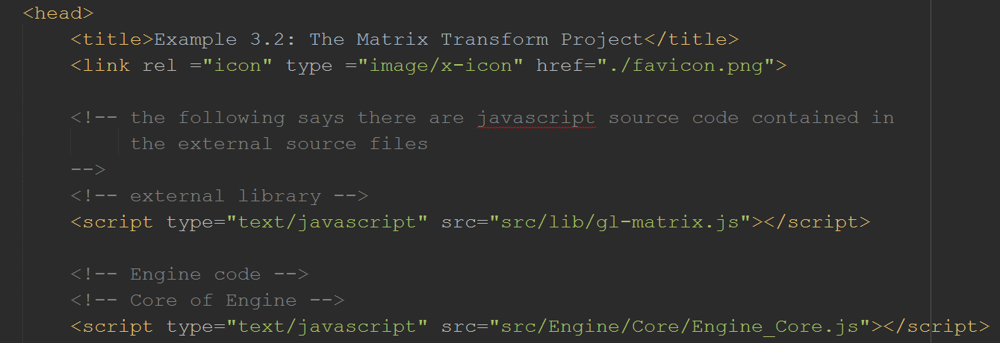 <head>
<title>Example 3.2: The Matrix Transform Project</title>
<link rel ="icon" type ="image/x-icon" href="./favicon.png">
<!-- the following says there are javascript source code contained in
the external source files
-->
<!-- external library -->
<script type="text/javascript" src="src/lib/gl-matrix.js"></script>
<!-- Engine code -->
<!-- Core of Engine -->
<script type="text/javascript" src="src/Engine/Core/Engine_Core.js"></script>